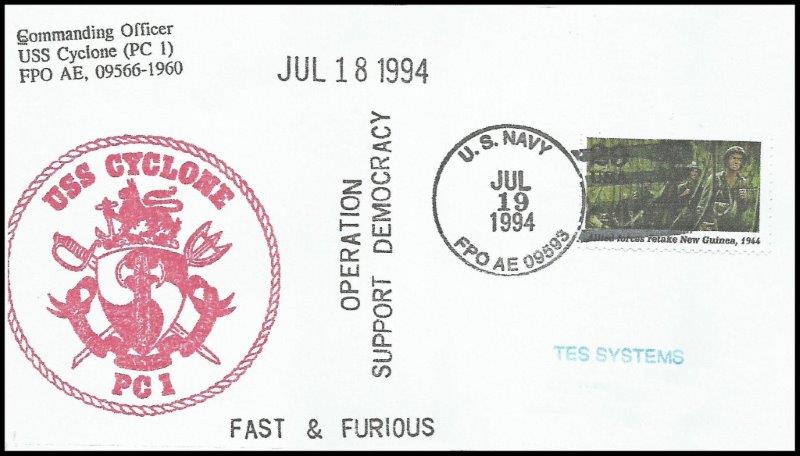 Commanding Officer
USS Cyclone (PC 1)
FPO AE, 09566-1960
JUL 18 1994
USS CYCLONE
PC 1
OPERATION
SUPPORT DEMOCRACY
U.S. NAVY
JUL
19
1994
FPO AE 09593
Allied forces retake New Guinea, 1944
TES SYSTEMS
FAST & FURIOUS